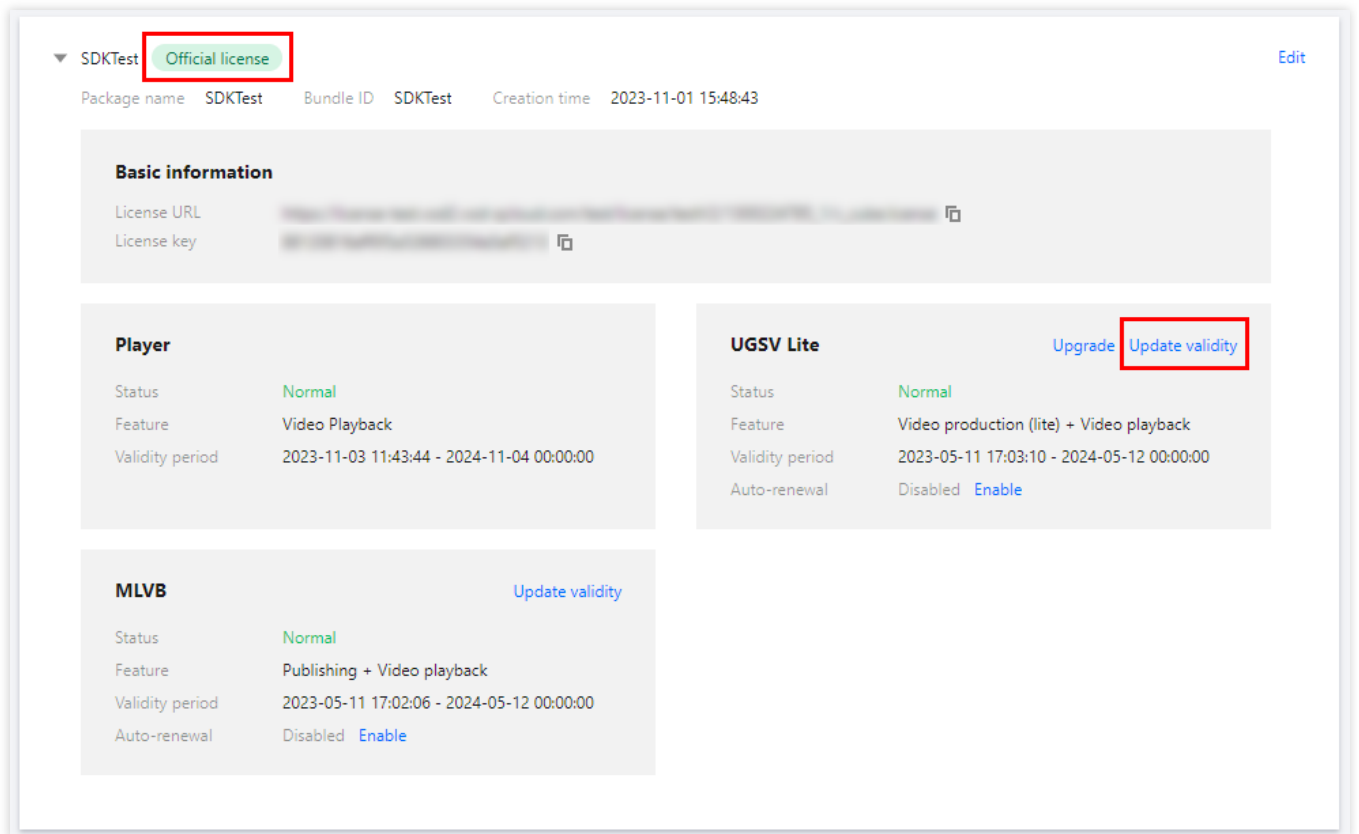 SDKTest Official license Edit
Package name SDKTest Bundle ID SDKTest Creation time 2023-11-01 15:48:43
Basic information
License URL
License key
Player
Status Normal
Feature Video Playback
Validity period 2023-11-03 11:43:44 - 2024-11-04 00:00:00
UGSV Lite Upgrade Update validity
Status Normal
Feature Video production (lite) + Video playback
Validity period 2023-05-11 17:03:10 - 2024-05-12 00:00:00
Auto-renewal Disabled Enable
MLVB Update validity
Status Normal
Feature Publishing + Video playback
Validity period 2023-05-11 17:02:06 - 2024-05-12 00:00:00
Auto-renewal Disabled Enable